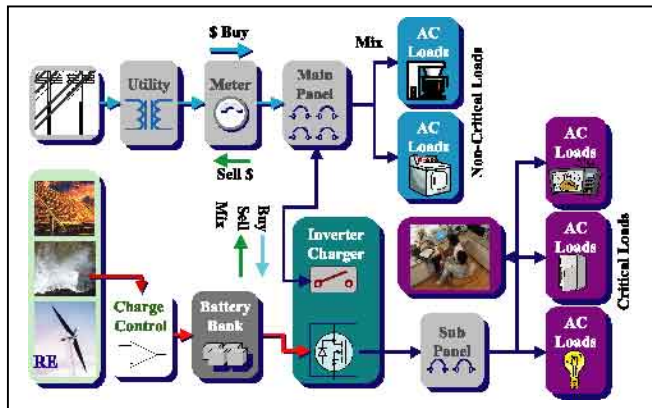 $ Buy
Mix
AC
Loads
Utility
Meter
Main
Panel
Sell $
AC
Loads
Non-Critical Loads
Mix
Sell
Buy
Inverter
Charger
AC
Loads
Charge
Control
Battery
Bank
AC
Loads
Critical Loads
RE
Sub
Panel
AC
Loads